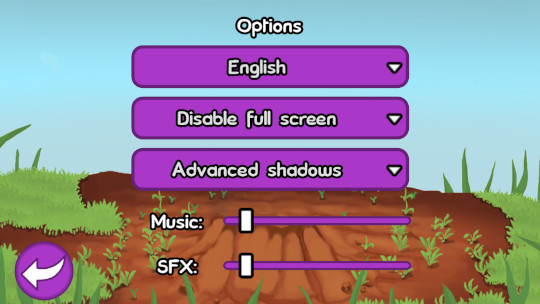 Options
English
Disable full screen
Advanced shadows
Music:
SFX: